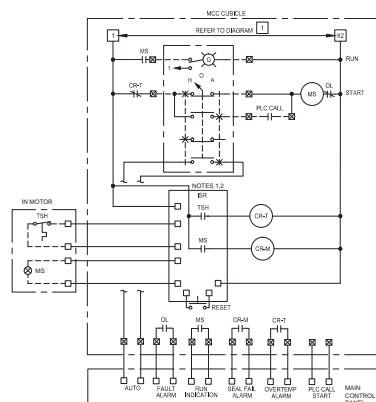 MCC CUBICLE
1 REFER TO DIAGRAM 1 X2
MS G RUN
1
H O A
CR-T MS OL START
PLC CALL
NOTES 1,2
ISR
IN MOTOR
TSH TSH CR-T
MS MS CR-M
RESET
OL MS CR-M CR-T
AUTO FAULT ALARM RUN INDICATION SEAL FAIL ALARM OVERTEMP ALARM PLC CALL START
MAIN CONTROL PANEL